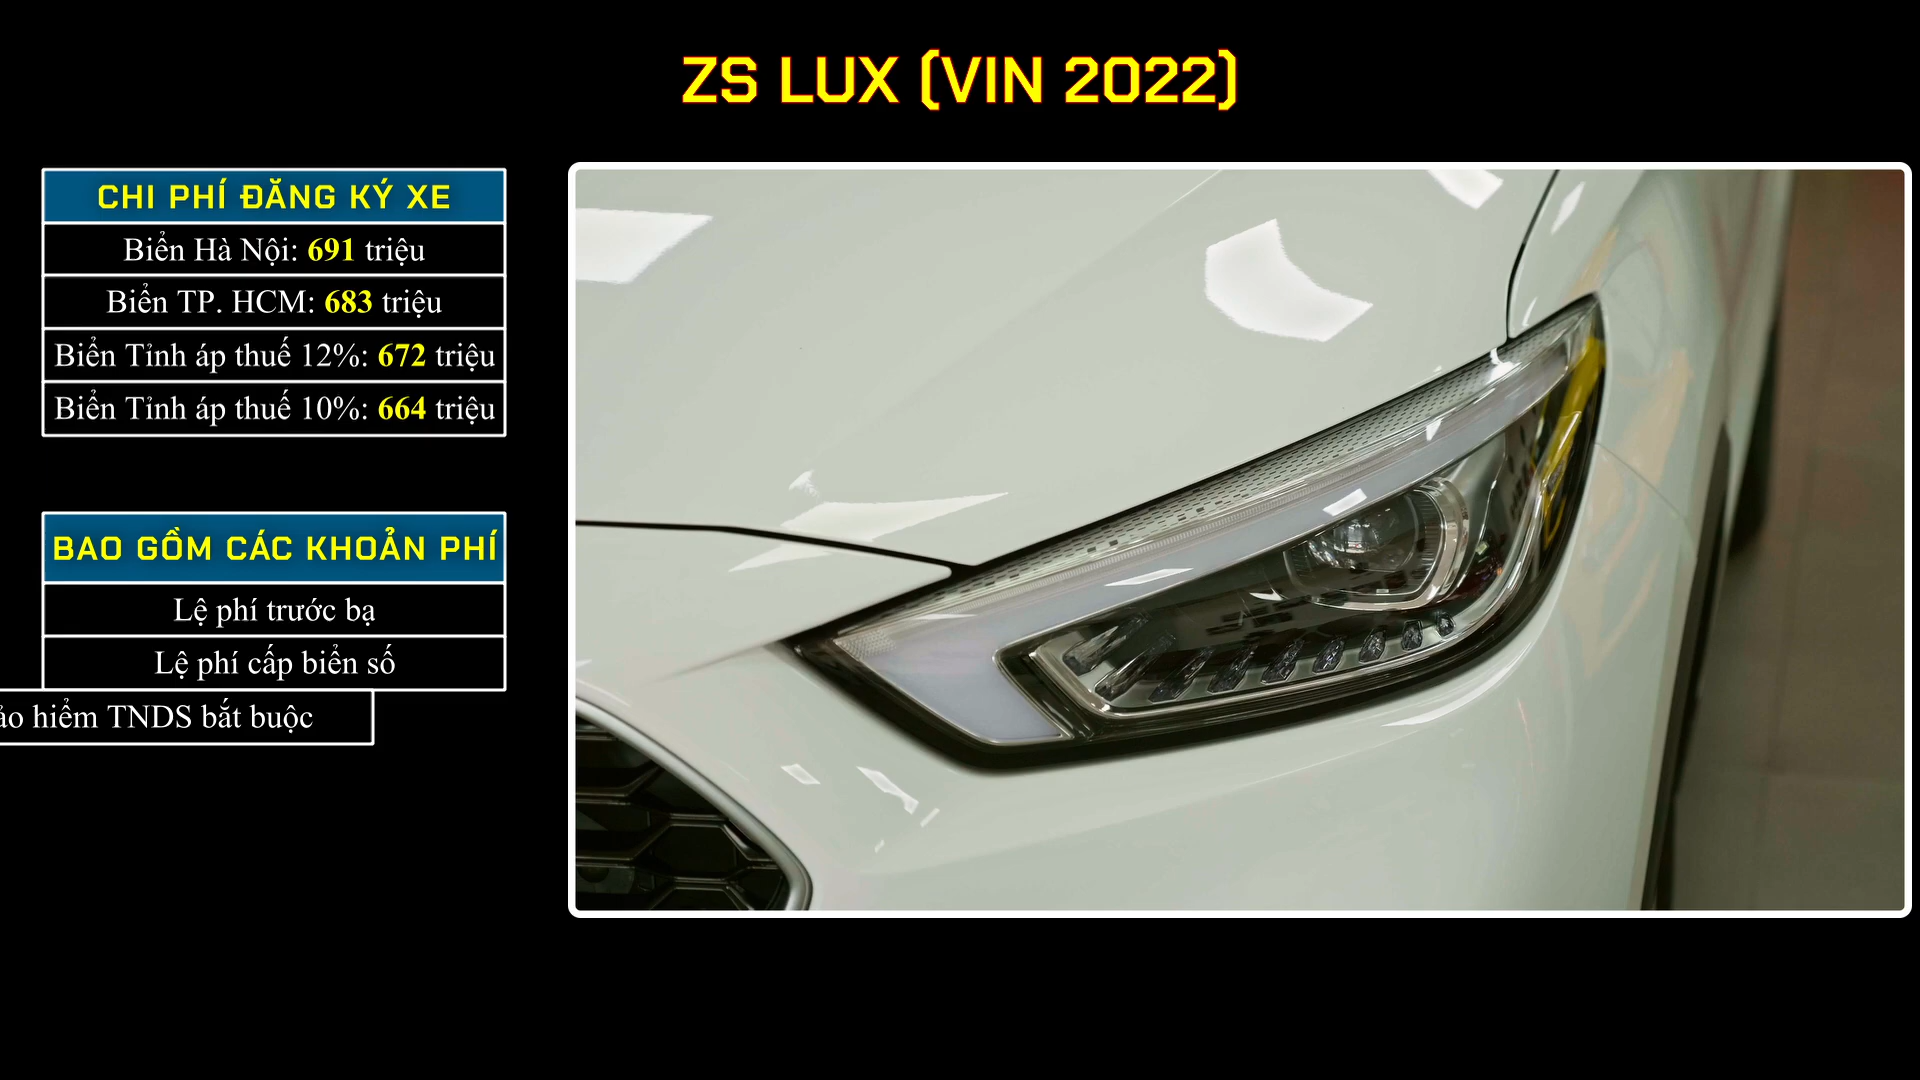 ZS LUX (VIN 2022)
CHI PHÍ ĐĂNG KÝ XE
Biển Hà Nội: 691 triệu
Biển TP. HCM: 683 triệu
Biển Tỉnh áp thuế 12%: 672 triệu
Biển Tỉnh áp thuế 10%: 664 triệu
BAO GỒM CÁC KHOẢN PHÍ
Lệ phí trước bạ
Lệ phí cấp biển số
hiểm TNDS bắt buộc